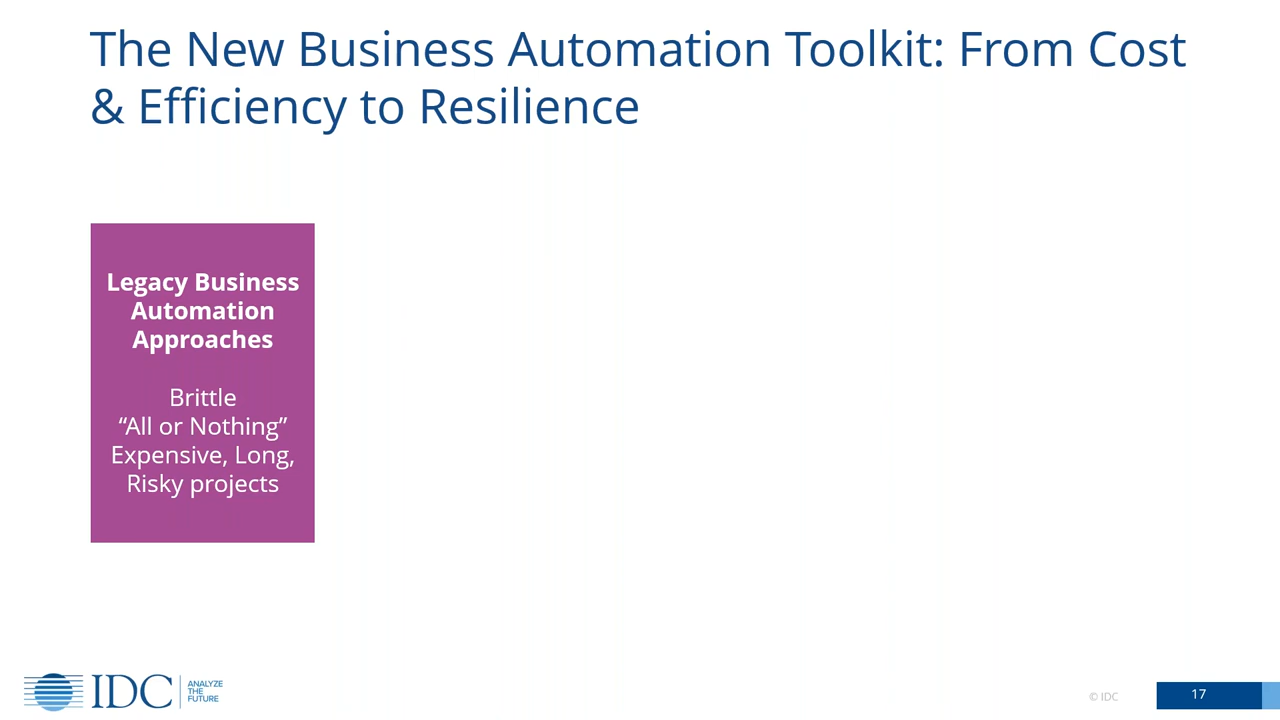 The New Business Automation Toolkit: From Cost
& Efficiency to Resilience
Legacy Business
Automation
Approaches
Brittle
“All or Nothing”
Expensive, Long,
Risky projects
IDC
ANALYZE
THE
FUTURE
© IDC
17